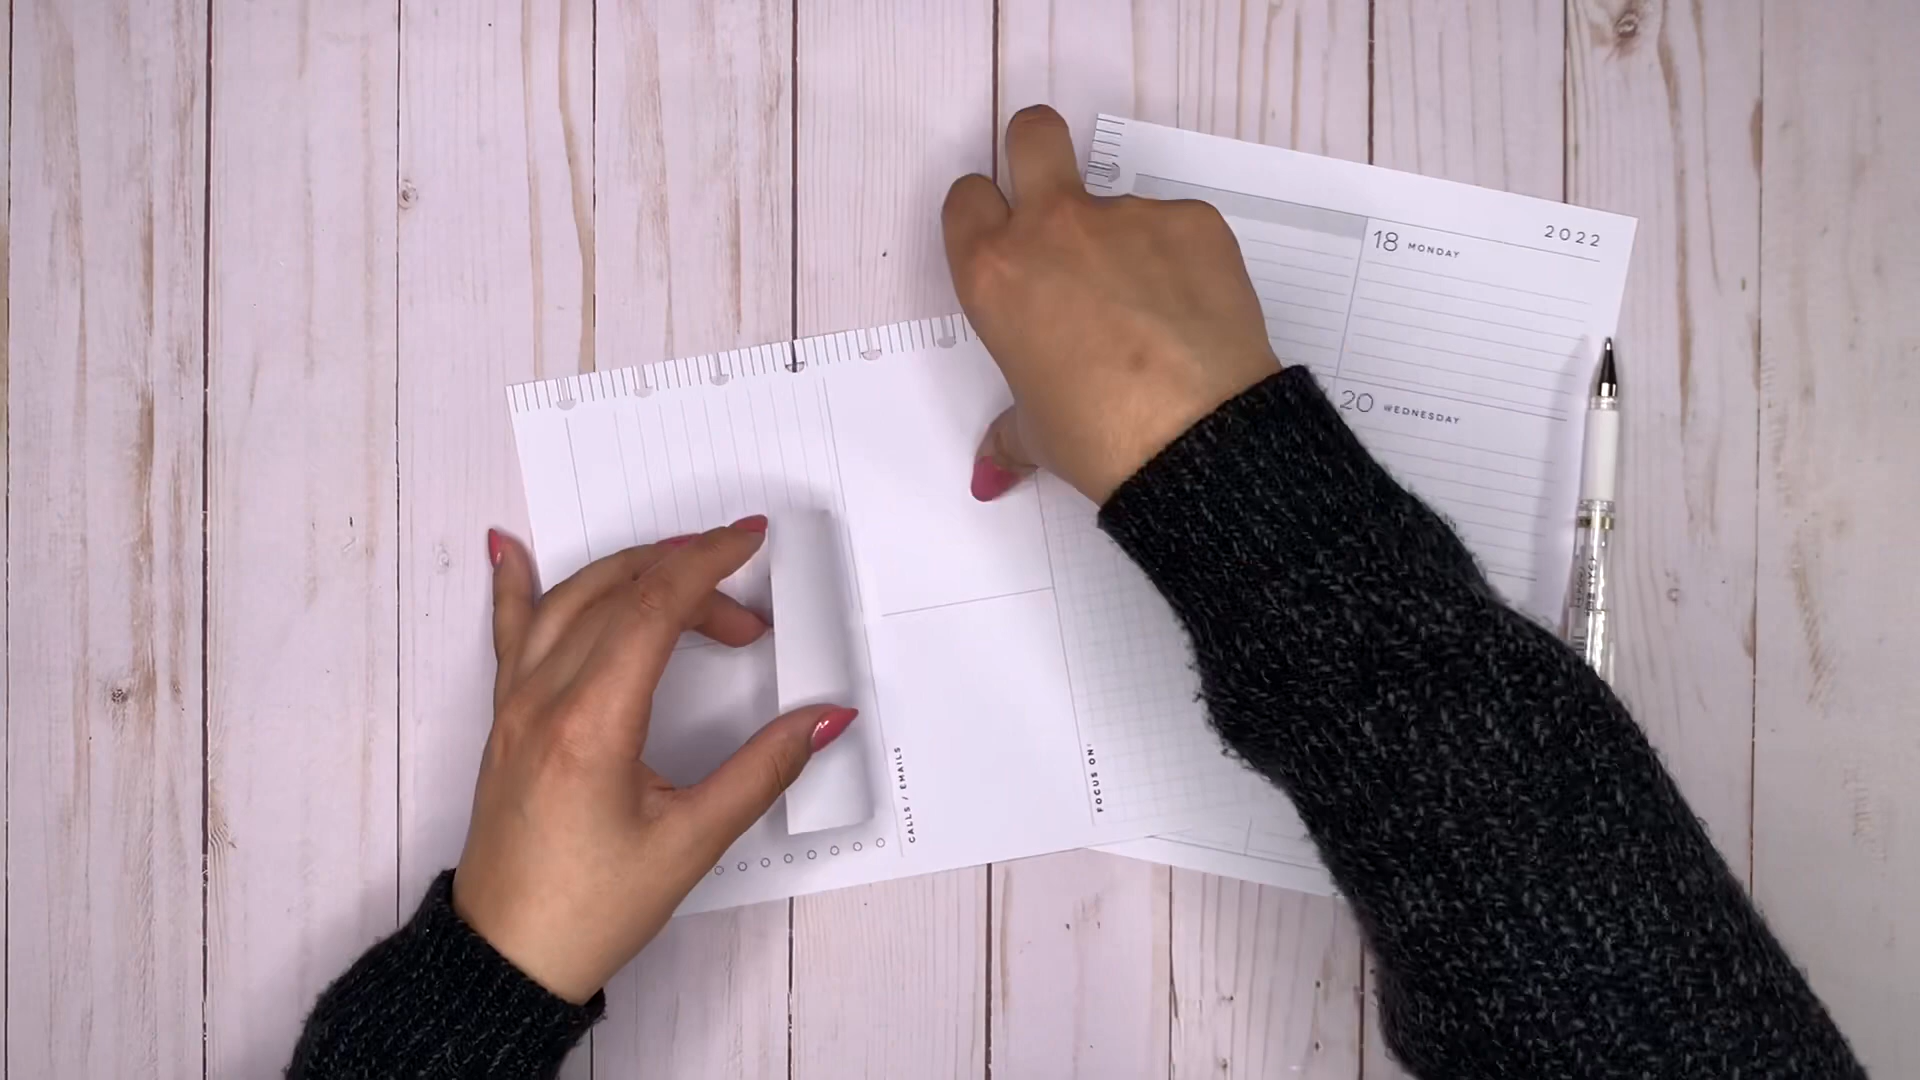 2022
18 MONDAY
20 WEDNESDAY
CALLS / EMAILS
FOCUS ON: